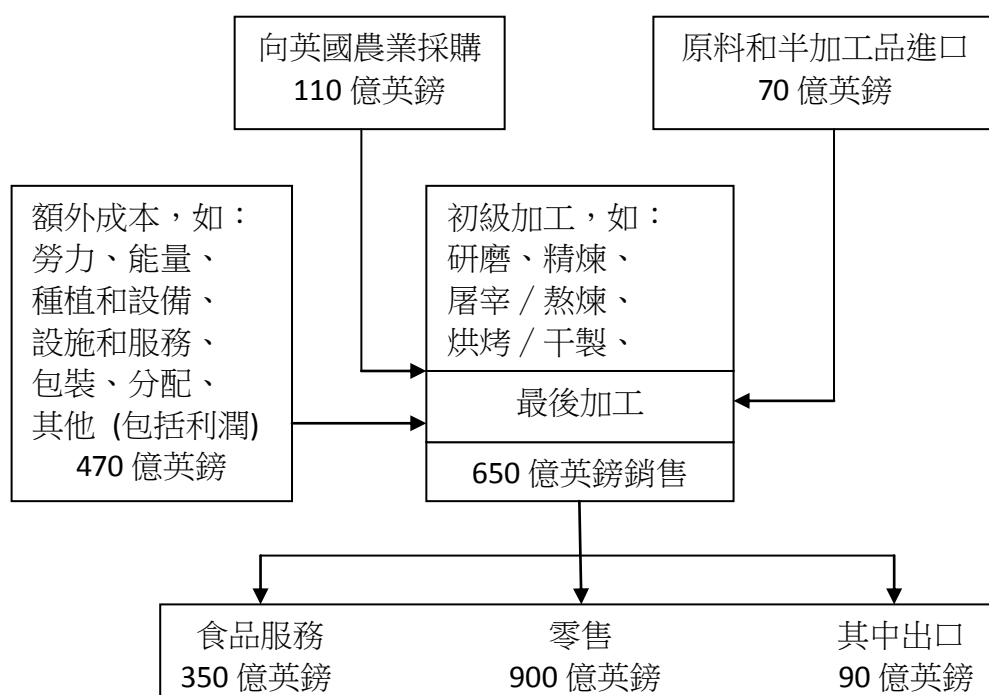 向英國農業採購
110 億英鎊
原料和半加工品進口
70 億英鎊
額外成本，如：
勞力、能量、
種植和設備、
設施和服務、
包裝、分配、
其他 (包括利潤)
470 億英鎊
初級加工，如：
研磨、精煉、
屠宰／熬煉、
烘烤／干製、
最後加工
650 億英鎊銷售
食品服務
350 億英鎊
零售
900 億英鎊
其中出口
90 億英鎊